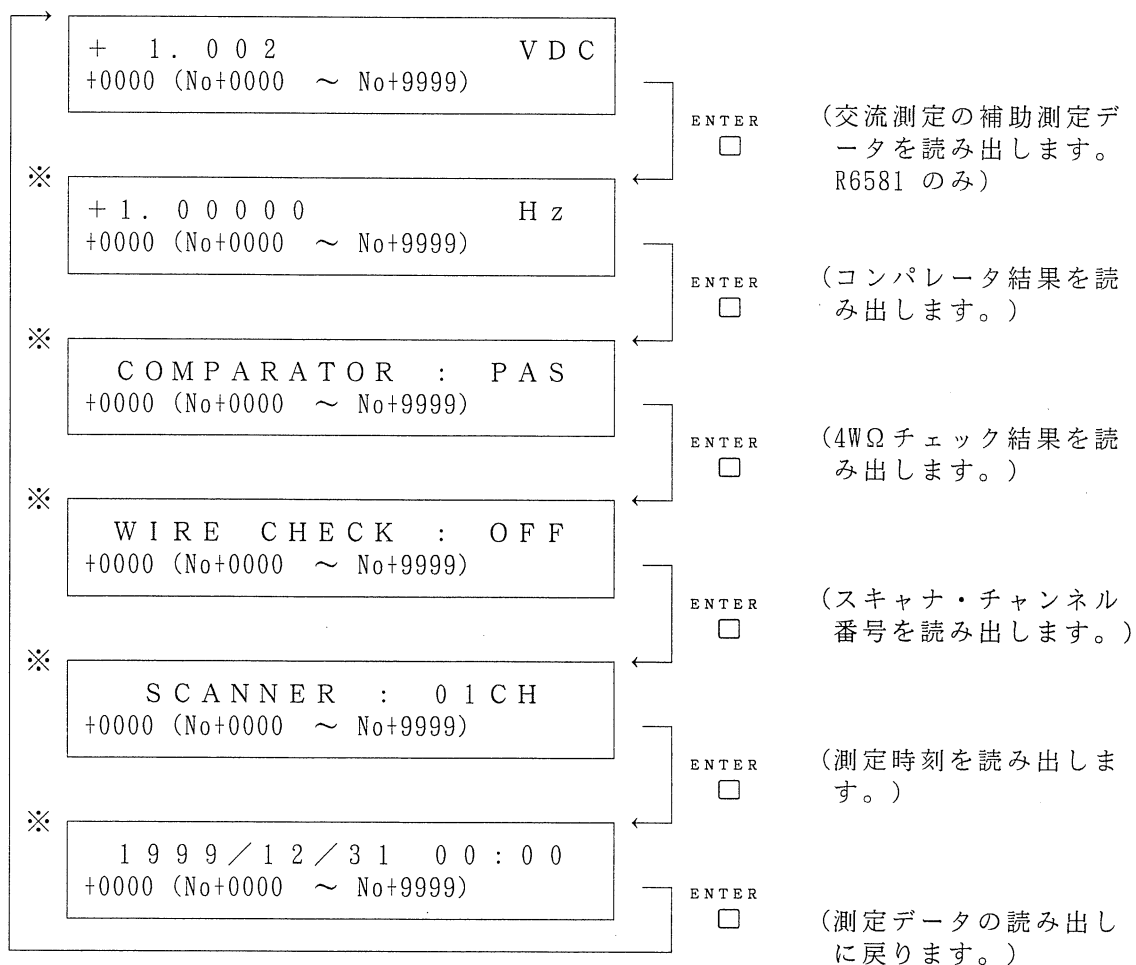 + 1.002 VDC
+0000 (No+0000 ～ No+9999)
ENTER
(交流測定の補助測定デ
ータを読み出します。
R6581 のみ)
※
+1.00000 Hz
+0000 (No+0000 ～ No+9999)
ENTER
(コンパレータ結果を読
み出します。)
※
COMPARATOR : PAS
+0000 (No+0000 ～ No+9999)
ENTER
(4WΩチェック結果を読
み出します。)
※
WIRE CHECK : OFF
+0000 (No+0000 ～ No+9999)
ENTER
(スキャナ・チャンネル
番号を読み出します。)
※
SCANNER : 01CH
+0000 (No+0000 ～ No+9999)
ENTER
(測定時刻を読み出しま
す。)
※
1999／12／31 00:00
+0000 (No+0000 ～ No+9999)
ENTER
(測定データの読み出し
に戻ります。)